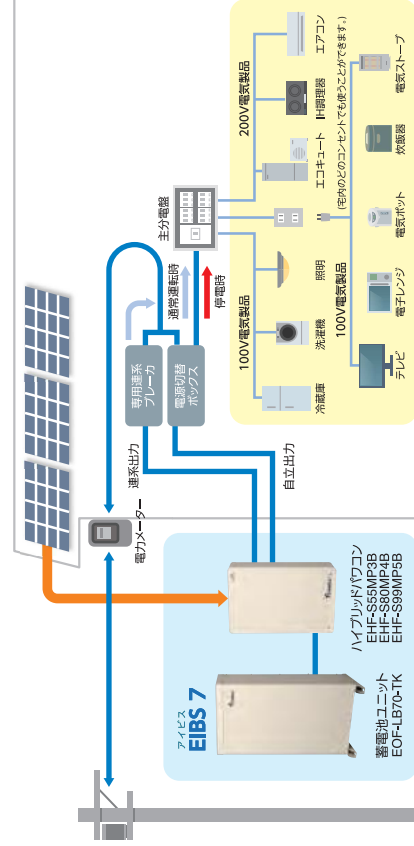 アイビス
EIBS 7
蓄電池ユニット
EOF-LB70-TK
ハイブリッドパワコン
EHF-S55MP3B
EHF-S80MP4B
EHF-S99MP5B
電力メーター
連系出力
自立出力
専用連系
ブレーカ
電源切替
ボックス
通常運転時
停電時
主分電盤
100V電気製品
冷蔵庫
洗濯機
照明
200V電気製品
エコキュート
IH調理器
エアコン
100V電気製品
(宅内のどのコンセントでも使うことができます。)
テレビ
電子レンジ
電気ポット
炊飯器
電気ストーブ